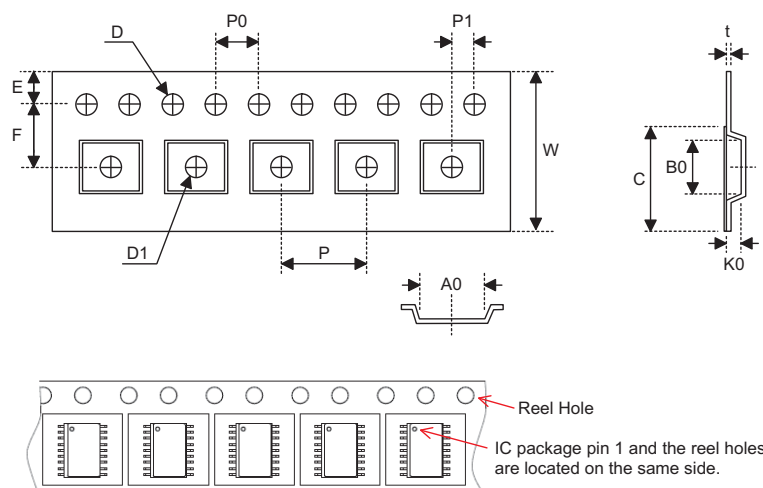 D
P0
P1
t
E
F
W
C
B0
D1
P
K0
A0
Reel Hole
IC package pin 1 and the reel holes
are located on the same side.